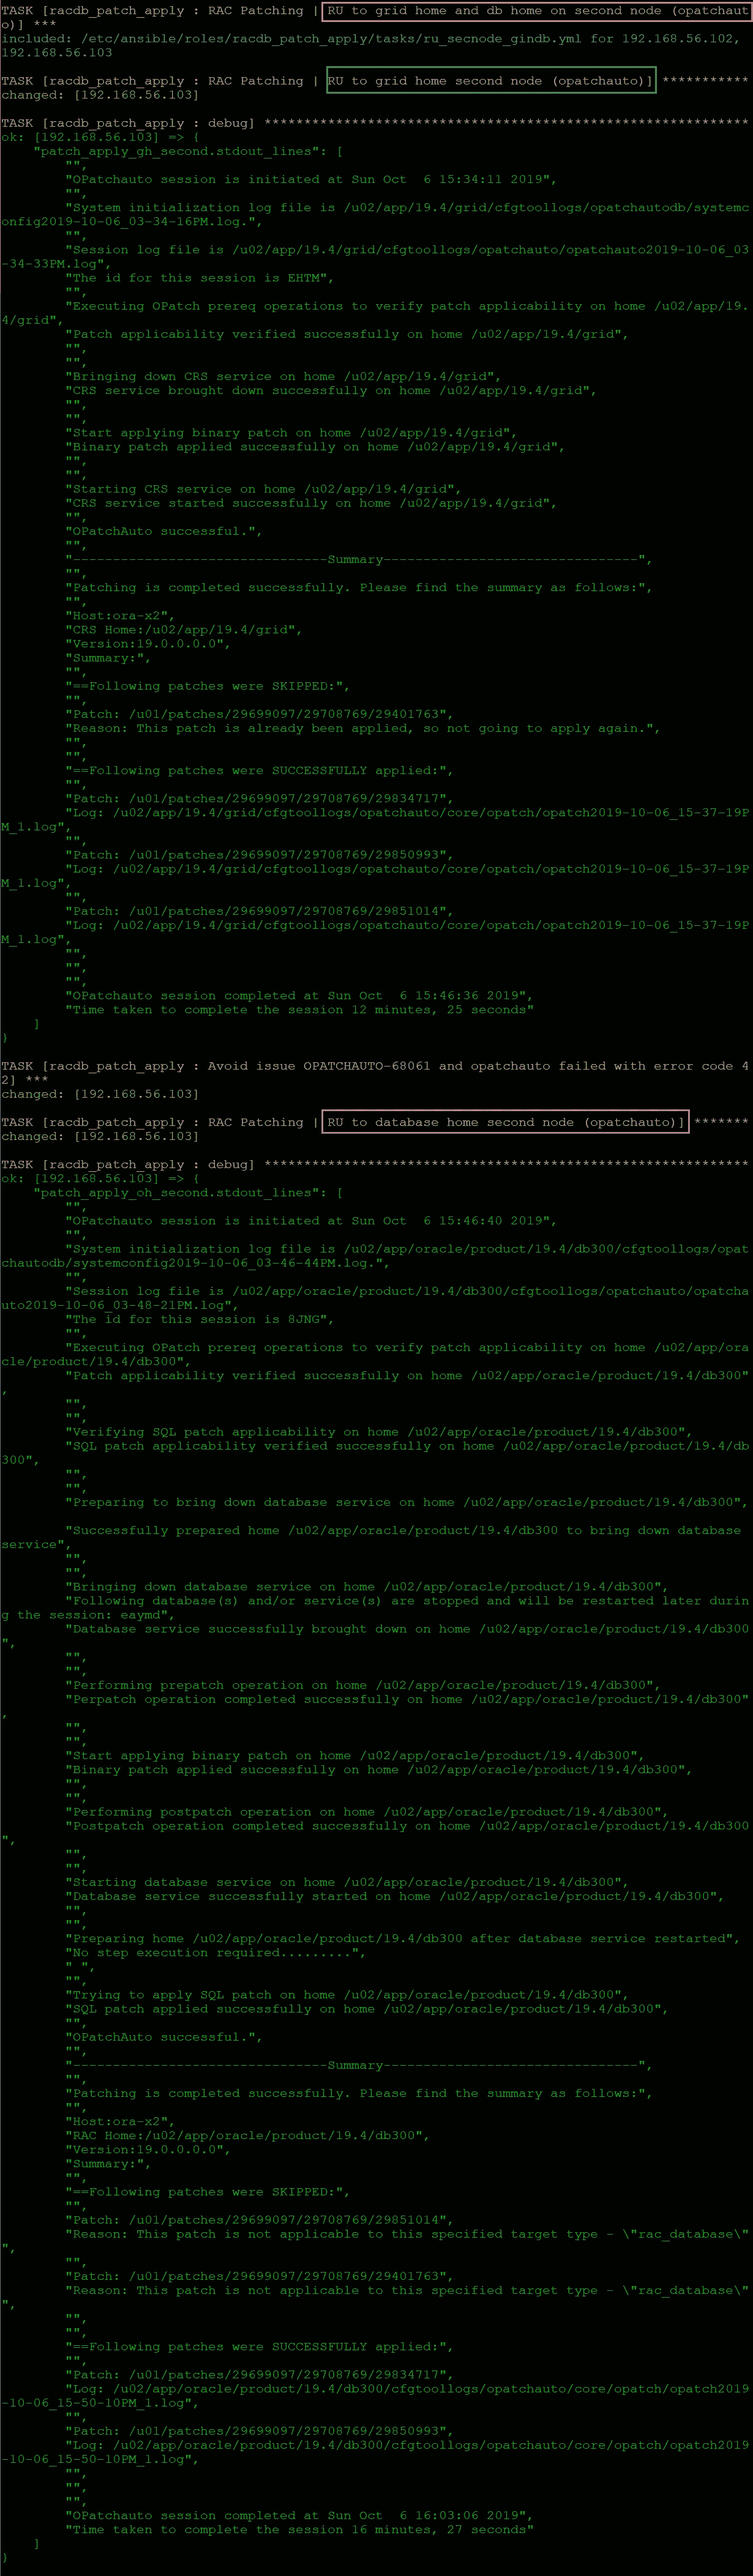 TASK [racdb_patch_apply : RAC Patching | RU to grid home and db home on second node (opatchaut
o)] ***
included: /etc/ansible/roles/racdb_patch_apply/tasks/ru_secnode_gindb.yml for 192.168.56.102,
192.168.56.103
TASK [racdb_patch_apply : RAC Patching | RU to grid home second node (opatchauto)] ***********
changed: [192.168.56.103]
TASK [racdb_patch_apply : debug] *************************************************************
ok: [192.168.56.103] => {
    "patch_apply_gh_second.stdout_lines": [
        "",
        "OPatchauto session is initiated at Sun Oct  6 15:34:11 2019",
        "",
        "System initialization log file is /u02/app/19.4/grid/cfgtoollogs/opatchautodb/systemc
onfig2019-10-06_03-34-16PM.log.",
        "",
        "Session log file is /u02/app/19.4/grid/cfgtoollogs/opatchauto/opatchauto2019-10-06_03
-34-33PM.log",
        "The id for this session is EHTM",
        "",
        "Executing OPatch prereq operations to verify patch applicability on home /u02/app/19.
4/grid",
        "Patch applicability verified successfully on home /u02/app/19.4/grid",
        "",
        "",
        "Bringing down CRS service on home /u02/app/19.4/grid",
        "CRS service brought down successfully on home /u02/app/19.4/grid",
        "",
        "",
        "Start applying binary patch on home /u02/app/19.4/grid",
        "Binary patch applied successfully on home /u02/app/19.4/grid",
        "",
        "",
        "Starting CRS service on home /u02/app/19.4/grid",
        "CRS service started successfully on home /u02/app/19.4/grid",
        "",
        "OPatchAuto successful.",
        "",
        "--------------------------------Summary--------------------------------",
        "",
        "Patching is completed successfully. Please find the summary as follows:",
        "",
        "Host:ora-x2",
        "CRS Home:/u02/app/19.4/grid",
        "Version:19.0.0.0.0",
        "Summary:",
        "",
        "==Following patches were SKIPPED:",
        "",
        "Patch: /u01/patches/29699097/29708769/29401763",
        "Reason: This patch is already been applied, so not going to apply again.",
        "",
        "",
        "==Following patches were SUCCESSFULLY applied:",
        "",
        "Patch: /u01/patches/29699097/29708769/29834717",
        "Log: /u02/app/19.4/grid/cfgtoollogs/opatchauto/core/opatch/opatch2019-10-06_15-37-19P
M_1.log",
        "",
        "Patch: /u01/patches/29699097/29708769/29850993",
        "Log: /u02/app/19.4/grid/cfgtoollogs/opatchauto/core/opatch/opatch2019-10-06_15-37-19P
M_1.log",
        "",
        "Patch: /u01/patches/29699097/29708769/29851014",
        "Log: /u02/app/19.4/grid/cfgtoollogs/opatchauto/core/opatch/opatch2019-10-06_15-37-19P
M_1.log",
        "",
        "",
        "",
        "OPatchauto session completed at Sun Oct  6 15:46:36 2019",
        "Time taken to complete the session 12 minutes, 25 seconds"
    ]
}
TASK [racdb_patch_apply : Avoid issue OPATCHAUTO-68061 and opatchauto failed with error code 4
2] ***
changed: [192.168.56.103]
TASK [racdb_patch_apply : RAC Patching | RU to database home second node (opatchauto)] *******
changed: [192.168.56.103]
TASK [racdb_patch_apply : debug] *************************************************************
ok: [192.168.56.103] => {
    "patch_apply_oh_second.stdout_lines": [
        "",
        "OPatchauto session is initiated at Sun Oct  6 15:46:40 2019",
        "",
        "System initialization log file is /u02/app/oracle/product/19.4/db300/cfgtoollogs/opat
chautodb/systemconfig2019-10-06_03-46-44PM.log.",
        "",
        "Session log file is /u02/app/oracle/product/19.4/db300/cfgtoollogs/opatchauto/opatcha
uto2019-10-06_03-48-21PM.log",
        "The id for this session is 8JNG",
        "",
        "Executing OPatch prereq operations to verify patch applicability on home /u02/app/ora
cle/product/19.4/db300",
        "Patch applicability verified successfully on home /u02/app/oracle/product/19.4/db300"
,
        "",
        "",
        "Verifying SQL patch applicability on home /u02/app/oracle/product/19.4/db300",
        "SQL patch applicability verified successfully on home /u02/app/oracle/product/19.4/db
300",
        "",
        "",
        "Preparing to bring down database service on home /u02/app/oracle/product/19.4/db300",
        "Successfully prepared home /u02/app/oracle/product/19.4/db300 to bring down database
service",
        "",
        "",
        "Bringing down database service on home /u02/app/oracle/product/19.4/db300",
        "Following database(s) and/or service(s) are stopped and will be restarted later durin
g the session: eaymd",
        "Database service successfully brought down on home /u02/app/oracle/product/19.4/db300
",
        "",
        "",
        "Performing prepatch operation on home /u02/app/oracle/product/19.4/db300",
        "Perpatch operation completed successfully on home /u02/app/oracle/product/19.4/db300"
,
        "",
        "",
        "Start applying binary patch on home /u02/app/oracle/product/19.4/db300",
        "Binary patch applied successfully on home /u02/app/oracle/product/19.4/db300",
        "",
        "",
        "Performing postpatch operation on home /u02/app/oracle/product/19.4/db300",
        "Postpatch operation completed successfully on home /u02/app/oracle/product/19.4/db300
",
        "",
        "",
        "Starting database service on home /u02/app/oracle/product/19.4/db300",
        "Database service successfully started on home /u02/app/oracle/product/19.4/db300",
        "",
        "",
        "Preparing home /u02/app/oracle/product/19.4/db300 after database service restarted",
        "No step execution required.........",
        " ",
        "",
        "Trying to apply SQL patch on home /u02/app/oracle/product/19.4/db300",
        "SQL patch applied successfully on home /u02/app/oracle/product/19.4/db300",
        "",
        "OPatchAuto successful.",
        "",
        "--------------------------------Summary--------------------------------",
        "",
        "Patching is completed successfully. Please find the summary as follows:",
        "",
        "Host:ora-x2",
        "RAC Home:/u02/app/oracle/product/19.4/db300",
        "Version:19.0.0.0.0",
        "Summary:",
        "",
        "==Following patches were SKIPPED:",
        "",
        "Patch: /u01/patches/29699097/29708769/29851014",
        "Reason: This patch is not applicable to this specified target type - \"rac_database\"
",
        "",
        "Patch: /u01/patches/29699097/29708769/29401763",
        "Reason: This patch is not applicable to this specified target type - \"rac_database\"
",
        "",
        "",
        "==Following patches were SUCCESSFULLY applied:",
        "",
        "Patch: /u01/patches/29699097/29708769/29834717",
        "Log: /u02/app/oracle/product/19.4/db300/cfgtoollogs/opatchauto/core/opatch/opatch2019
-10-06_15-50-10PM_1.log",
        "",
        "Patch: /u01/patches/29699097/29708769/29850993",
        "Log: /u02/app/oracle/product/19.4/db300/cfgtoollogs/opatchauto/core/opatch/opatch2019
-10-06_15-50-10PM_1.log",
        "",
        "",
        "",
        "OPatchauto session completed at Sun Oct  6 16:03:06 2019",
        "Time taken to complete the session 16 minutes, 27 seconds"
    ]
}